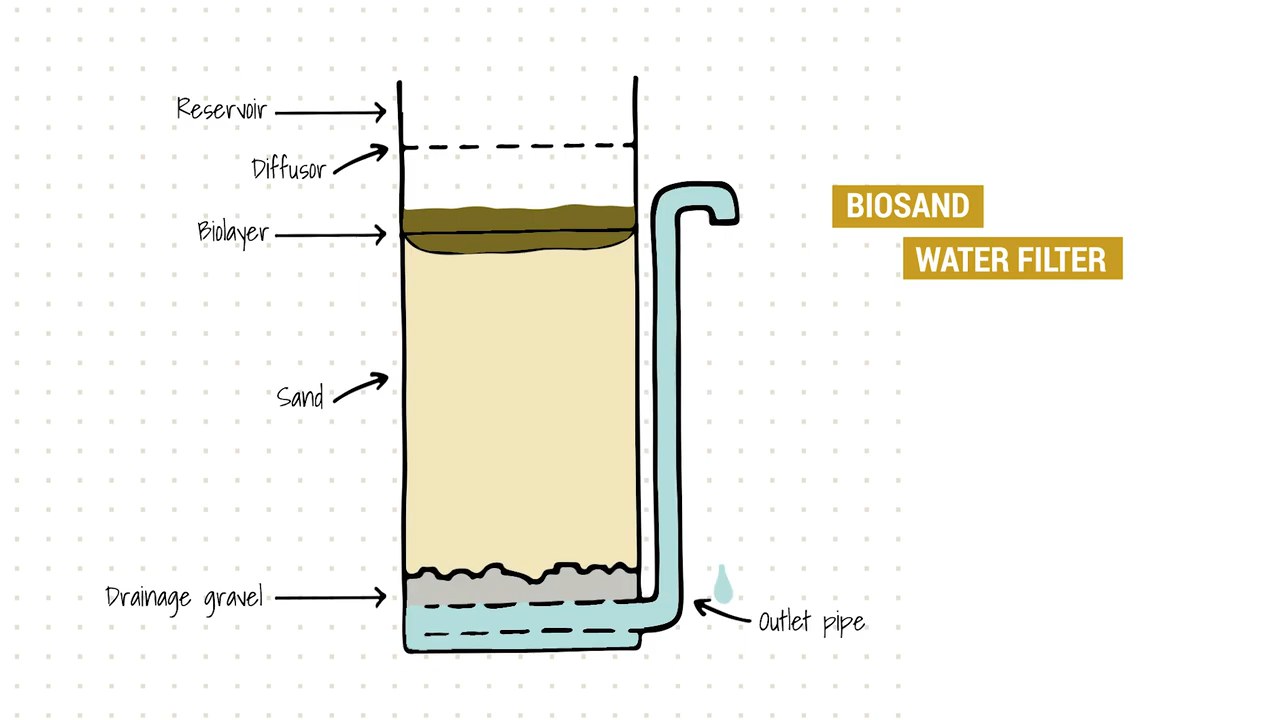 Reservoir
Diffusor
Biolayer
Sand
Drainage gravel
Outlet pipe
BIOSAND
WATER FILTER